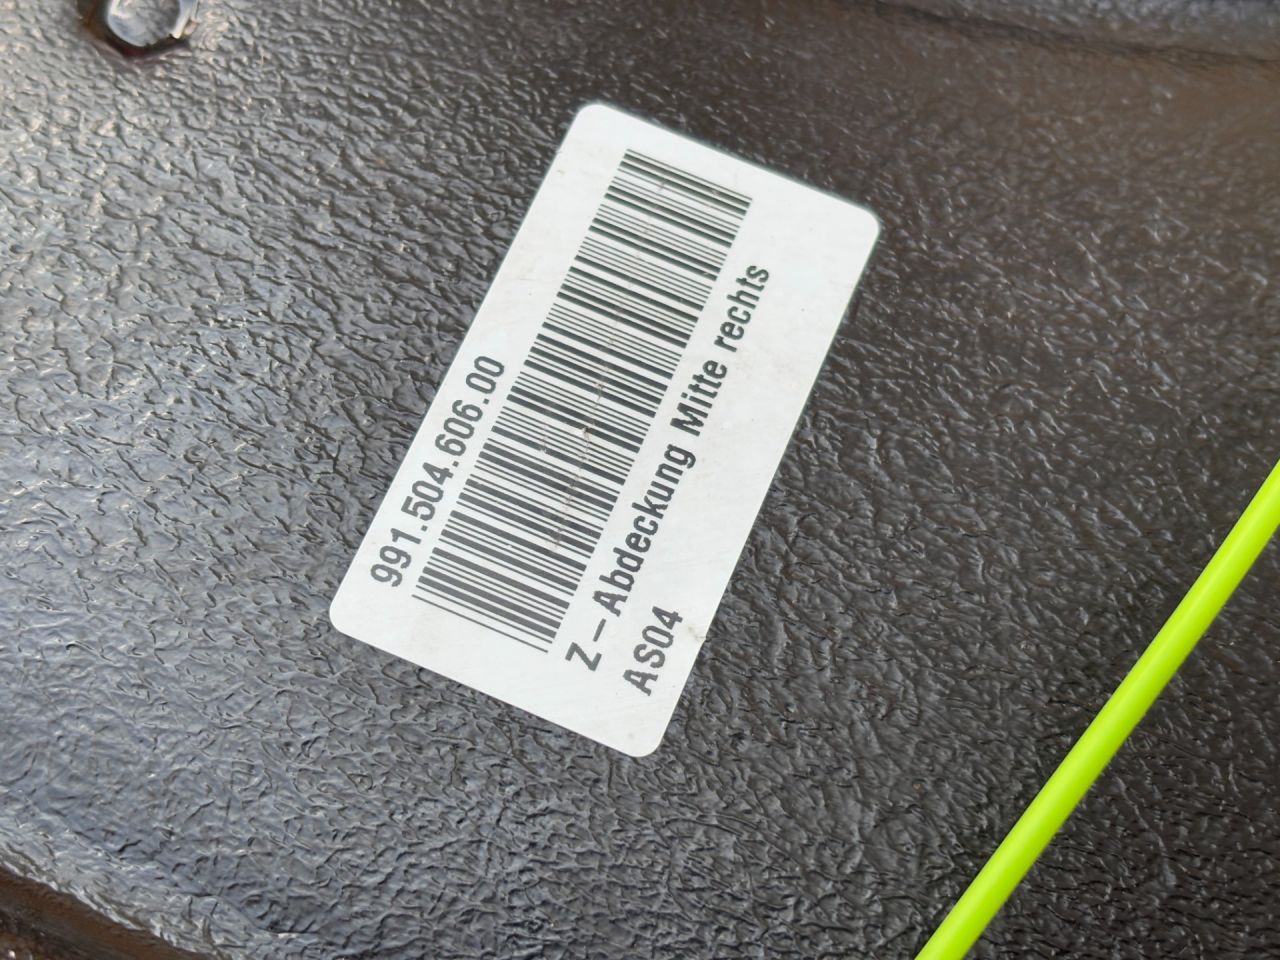 991.504.606.00
Z-Abdeckung Mitte rechts
AS04